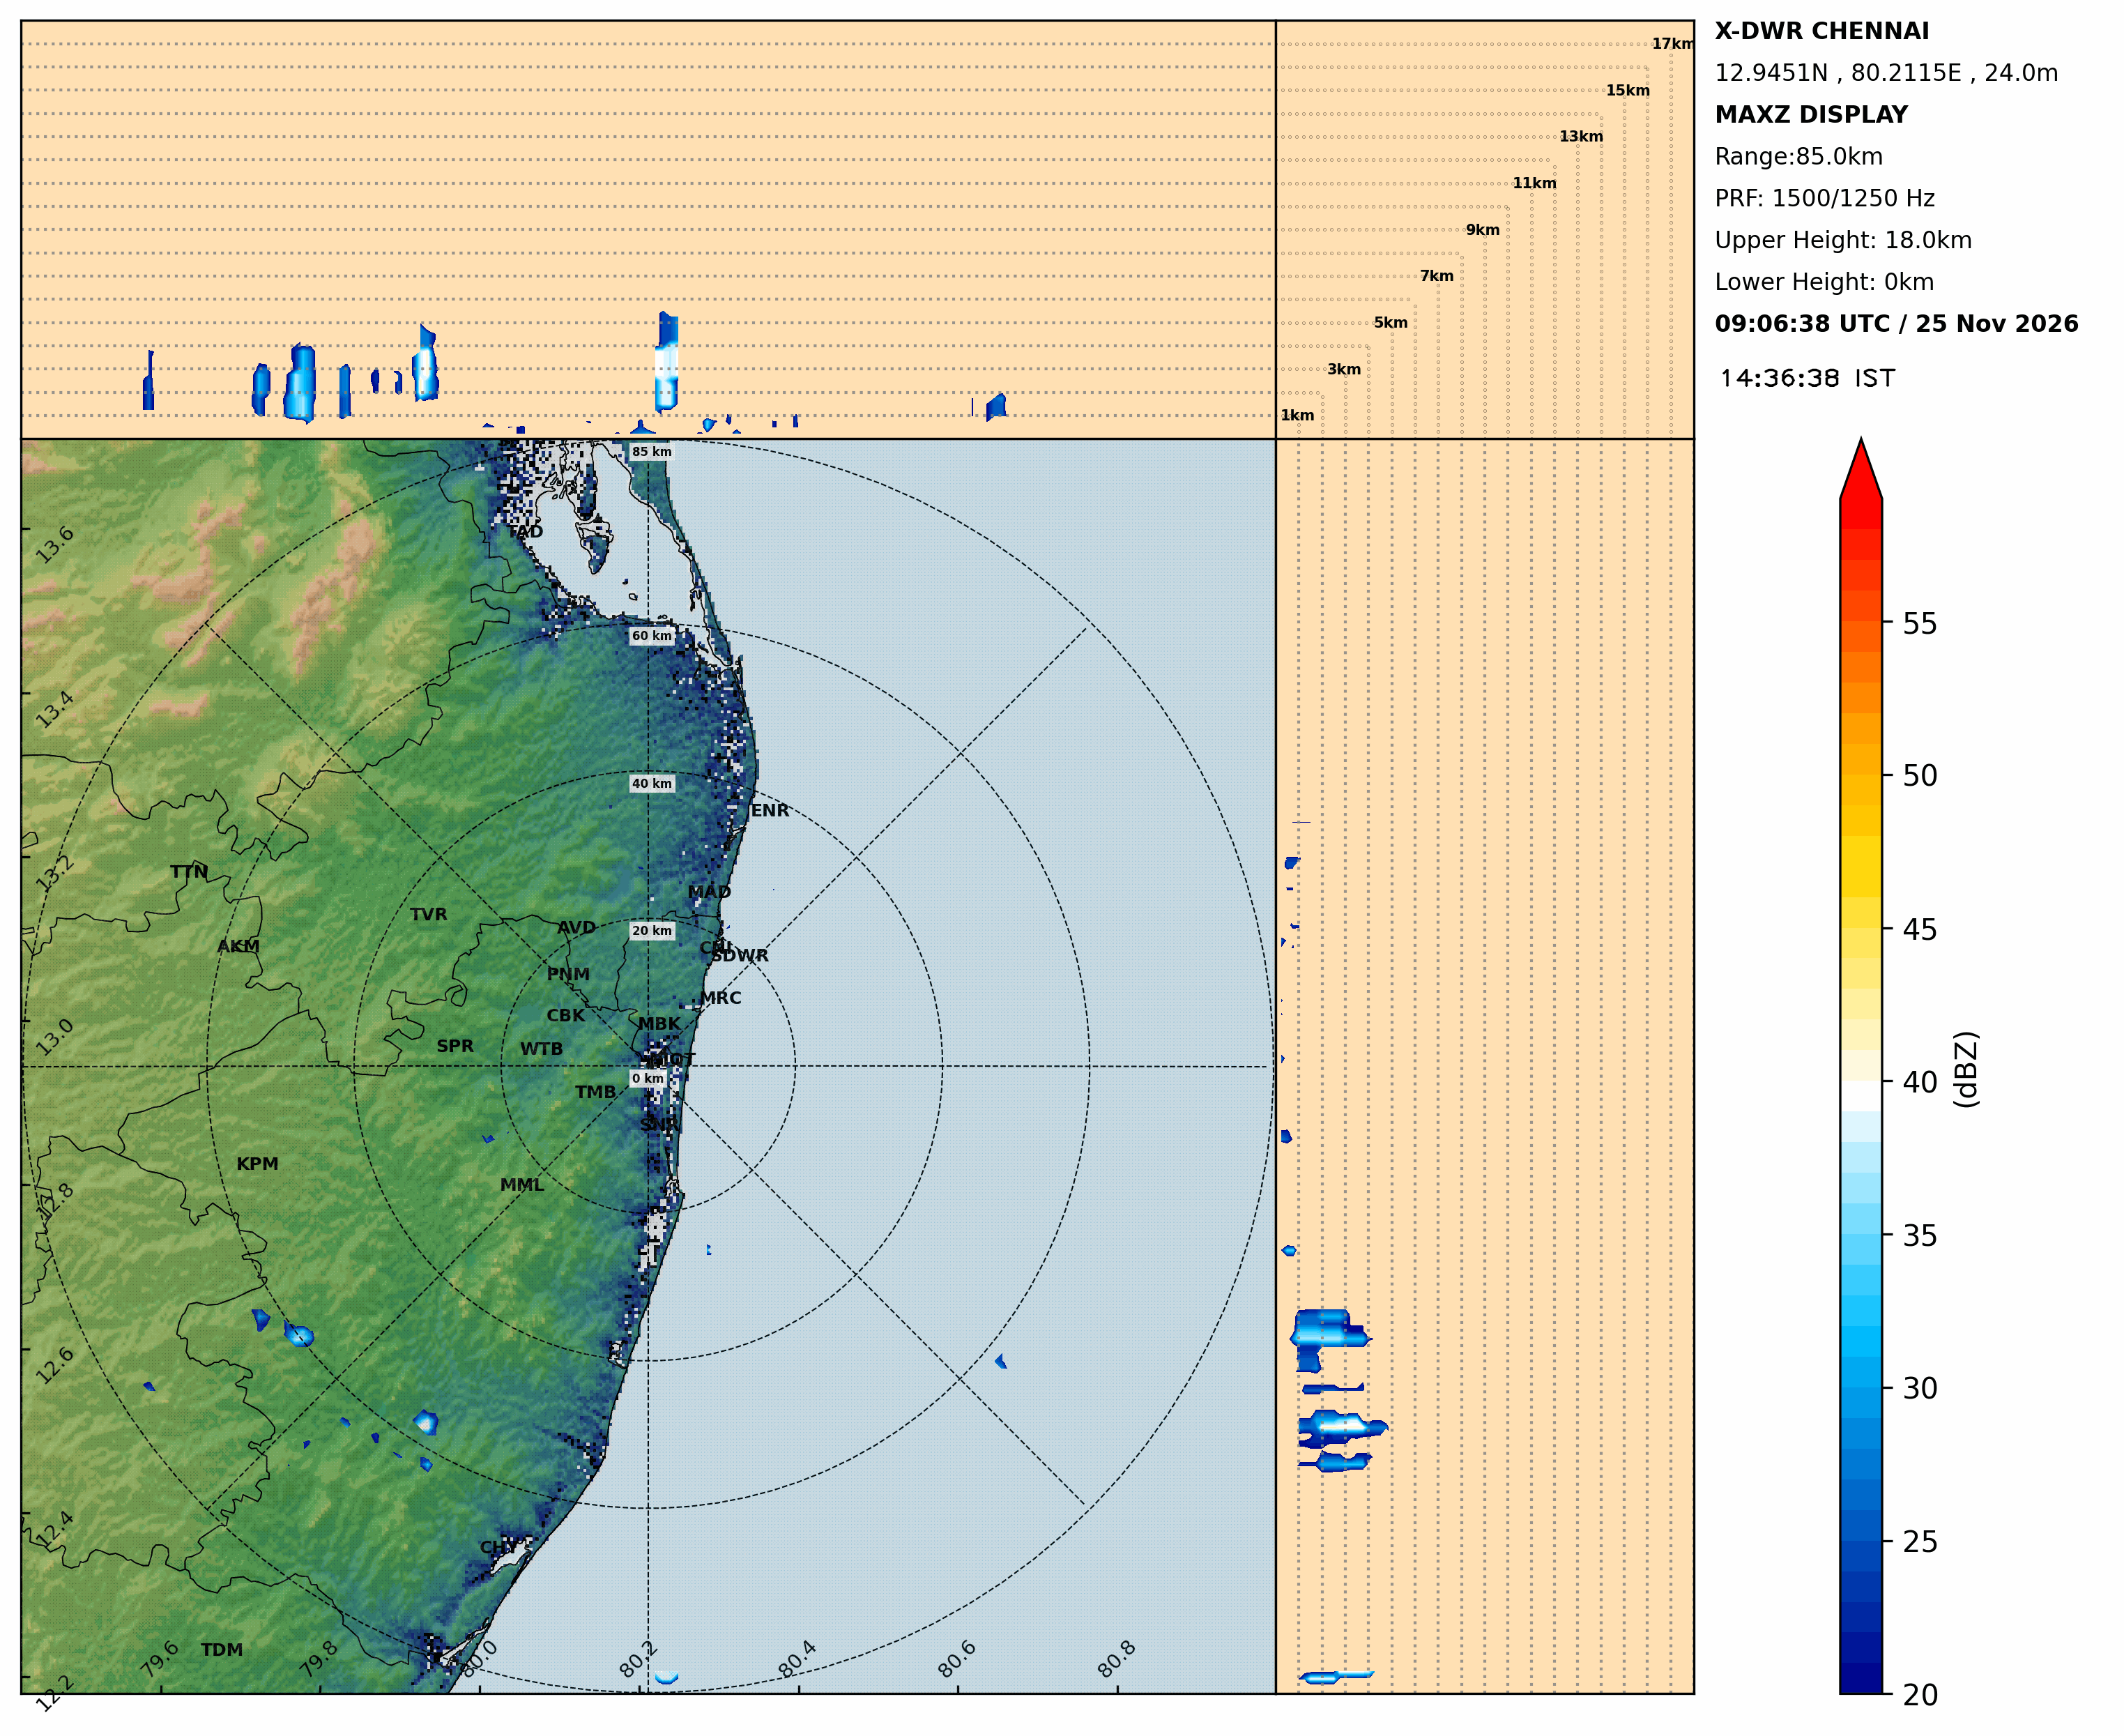 X-DWR CHENNAI
12.9451N , 80.2115E , 24.0m
MAXZ DISPLAY
Range:85.0km
PRF: 1500/1250 Hz
Upper Height: 18.0km
Lower Height: 0km
09:06:38 UTC / 25 Nov 2026
14:36:38 IST
17km
15km
13km
11km
9km
7km
5km
3km
1km
85 km
60 km
40 km
20 km
0 km
TAD
ENR
TTN
MAD
TVR
AVD
AKM
SDWR
PNM
MRC
CBK
MBK
SPR
WTB
TMB
SNR
KPM
MML
CHY
TDM
13.6
13.4
13.2
13.0
12.8
12.6
12.4
12.2
79.6
79.8
80.0
80.2
80.4
80.6
80.8
55
50
45
40
35
30
25
20
(dBZ)